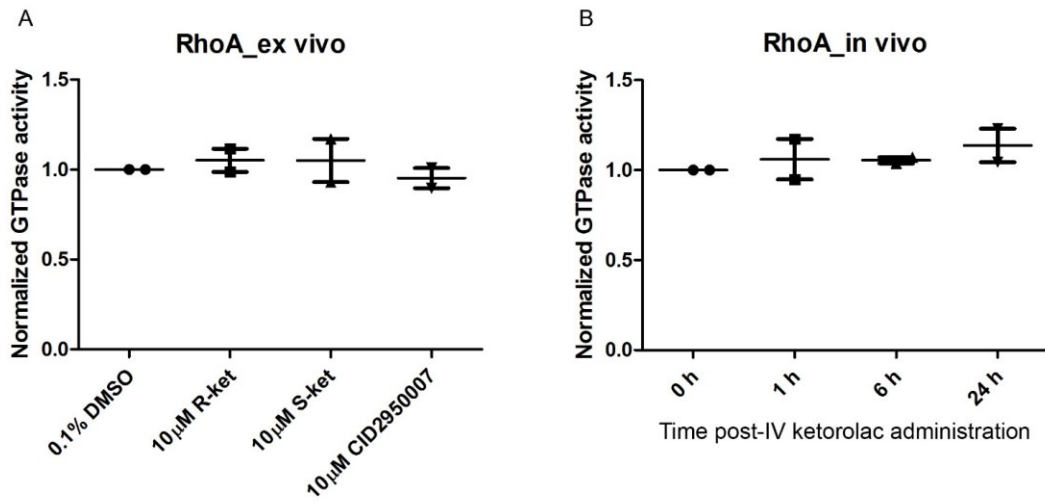 A
RhoA_ex vivo
Normalized GTPase activity
1.5
1.0
0.5
0.0
0.1% DMSO
10μM R-ket
10μM S-ket
10μM CID2950007
B
RhoA_in vivo
Normalized GTPase activity
1.5
1.0
0.5
0.0
0 h
1 h
6 h
24 h
Time post-IV ketorolac administration